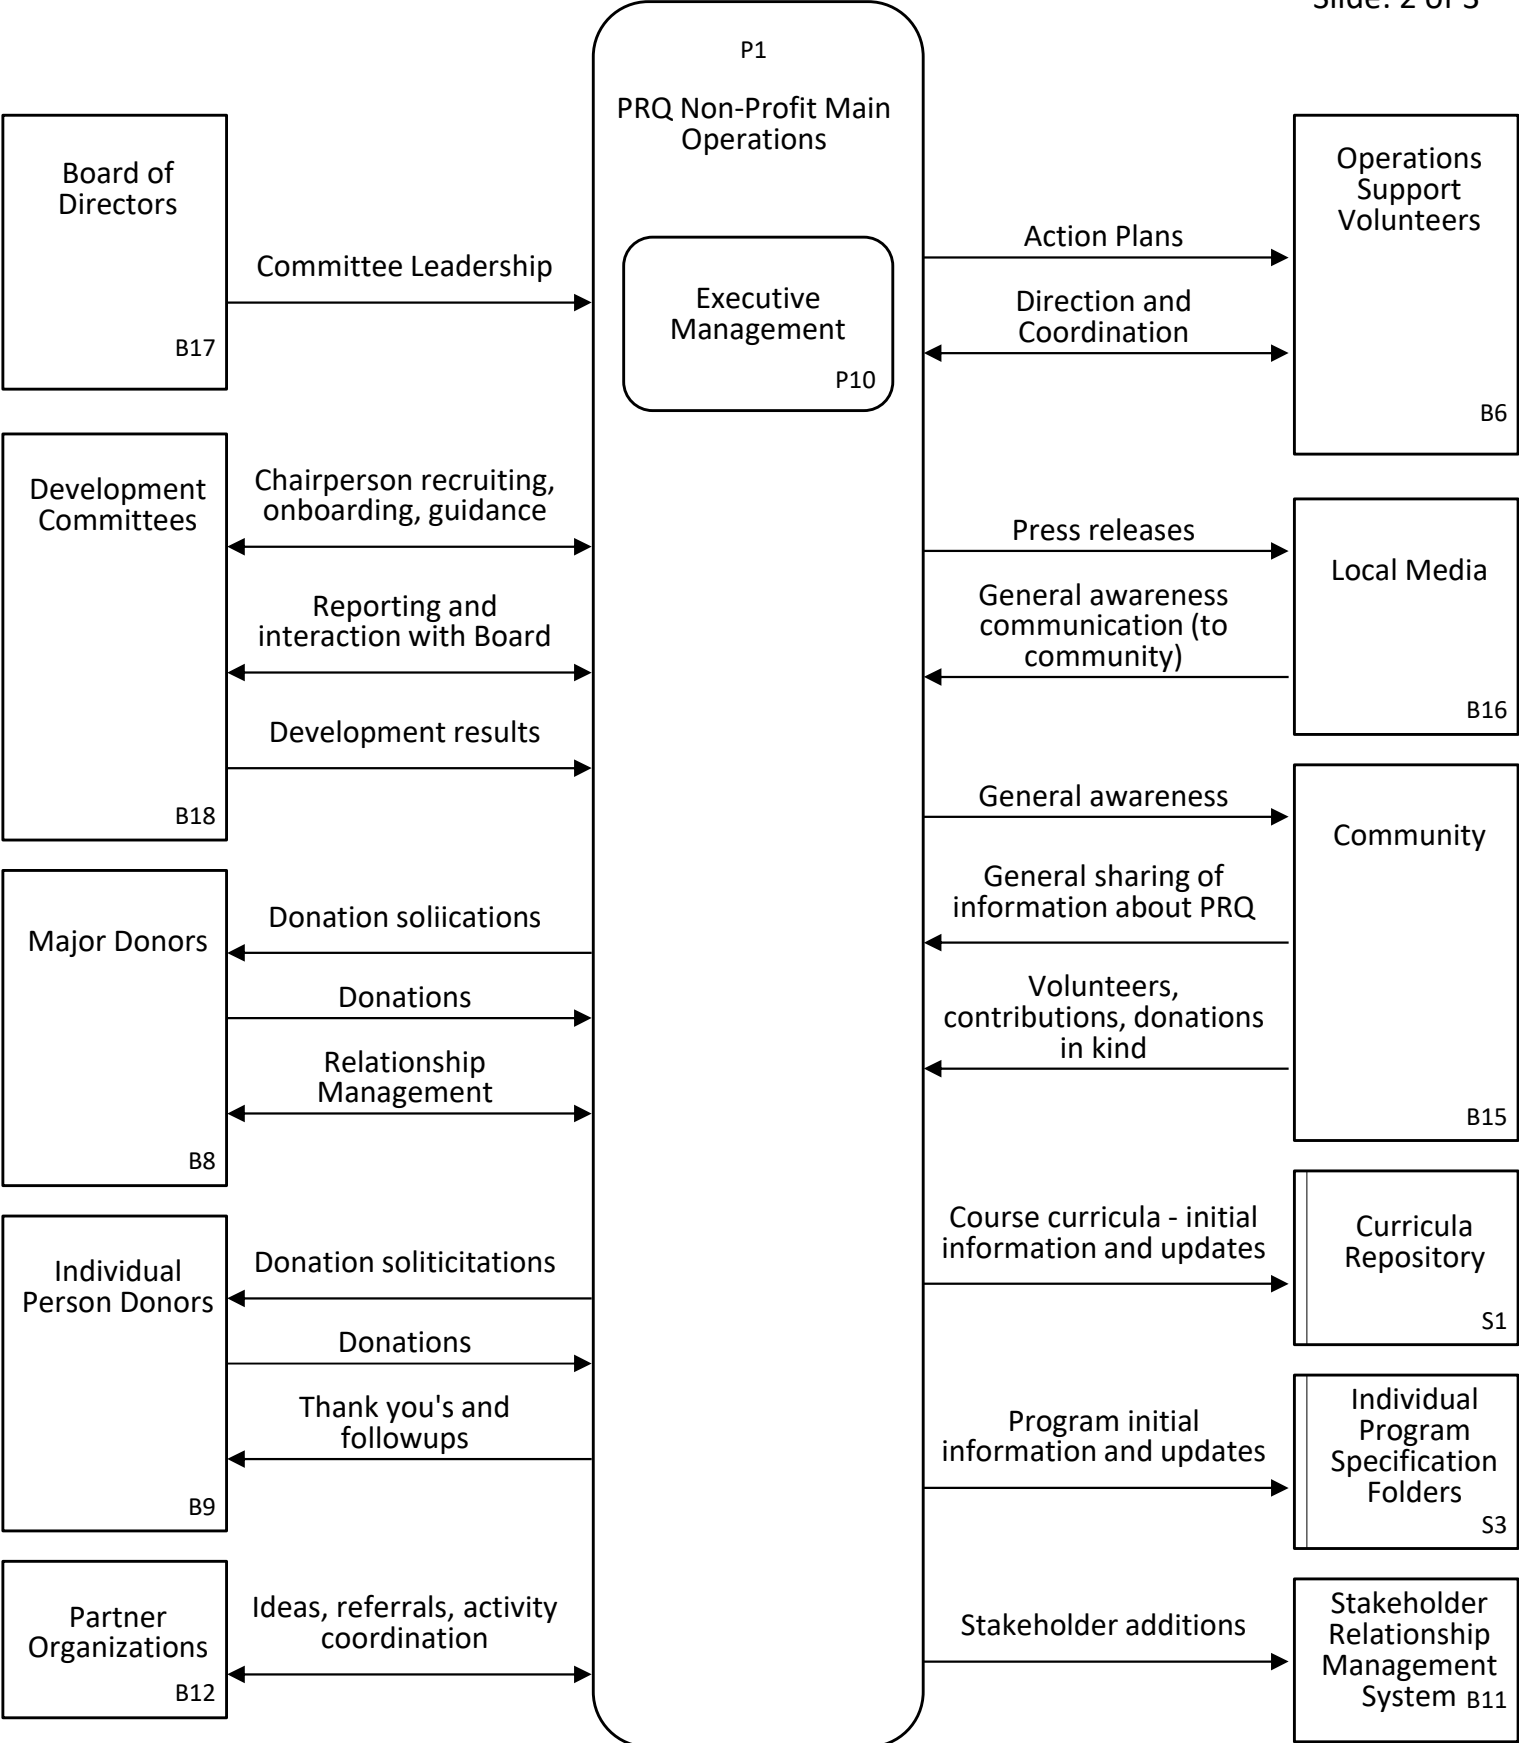 Slide: 2 of 3
P1
PRQ Non-Profit Main
Operations
Executive
Management
P10
Board of
Directors
B17
Committee Leadership
Development
Committees
B18
Chairperson recruiting,
onboarding, guidance
Reporting and
interaction with Board
Development results
Major Donors
B8
Donation soliications
Donations
Relationship
Management
Individual
Person Donors
B9
Donation soliticitations
Donations
Thank you's and
followups
Partner
Organizations
B12
Ideas, referrals, activity
coordination
Action Plans
Direction and
Coordination
Operations
Support
Volunteers
B6
Press releases
General awareness
communication (to
community)
Local Media
B16
General awareness
General sharing of
information about PRQ
Volunteers,
contributions, donations
in kind
Community
B15
Course curricula - initial
information and updates
Curricula
Repository
S1
Program initial
information and updates
Individual
Program
Specification
Folders
S3
Stakeholder additions
Stakeholder
Relationship
Management
System B11